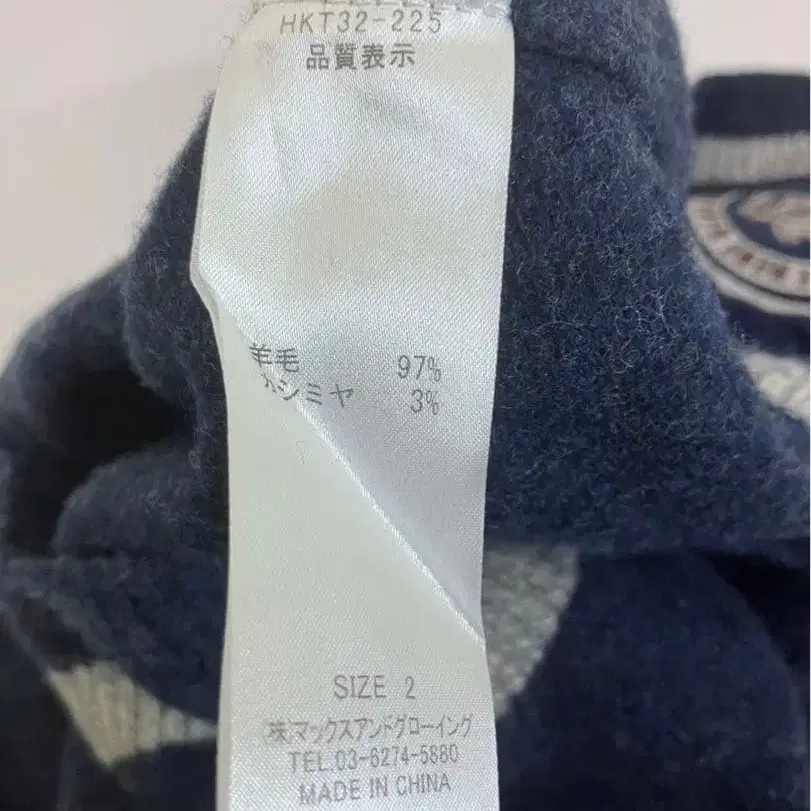 HKT32-225
品質表示
羊毛 97%
カシミヤ 3%
SIZE 2
(株)マックスアンドグローイング
TEL.03-6274-5880
MADE IN CHINA